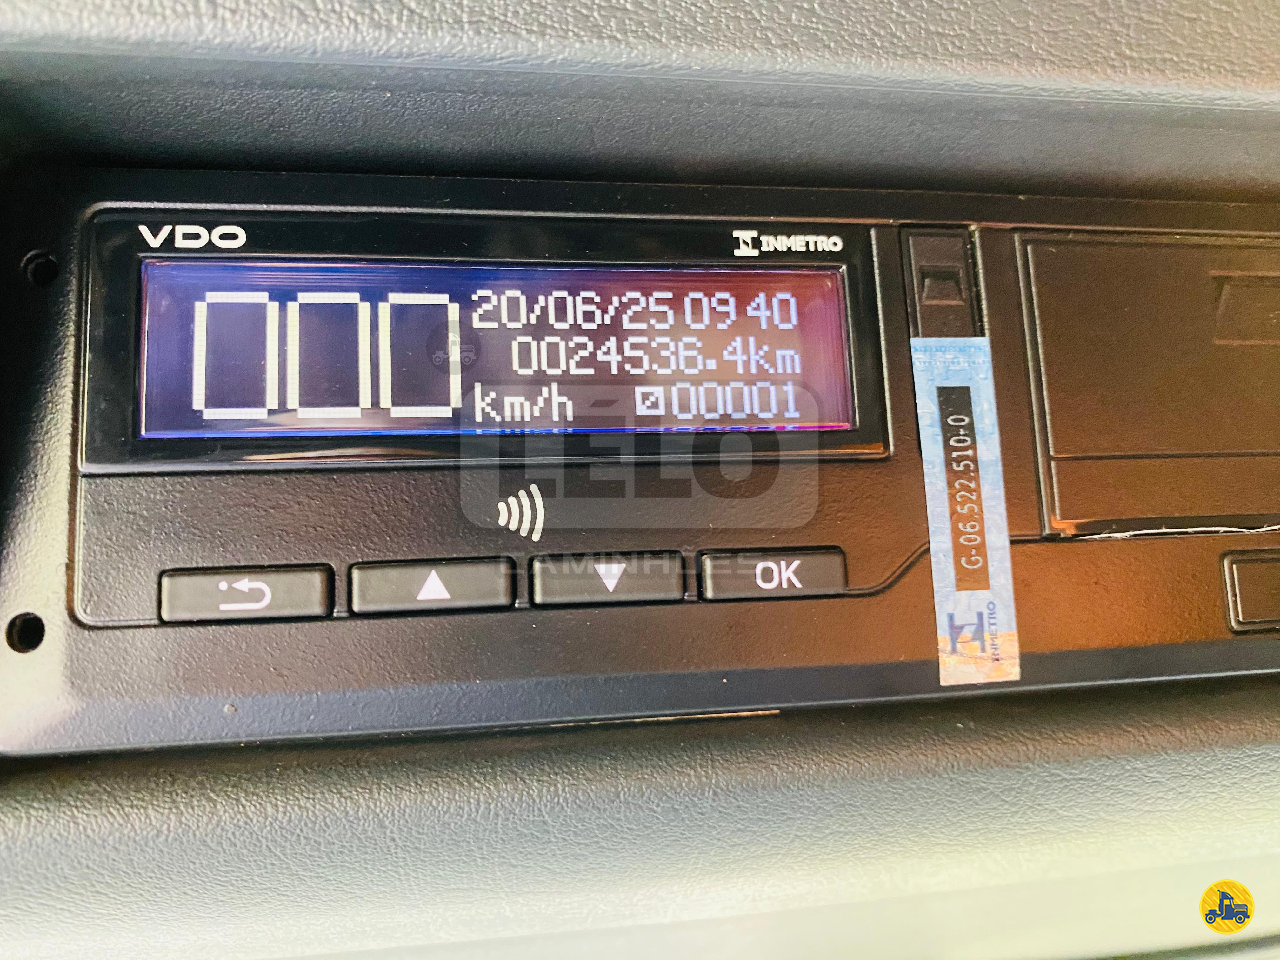 VDO
INMETRO
000
20/06/25 09 40
0024536.4km
km/h
00001
LÉLO
CAMINHÕES
OK
G-06.522.510-0
INMETRO